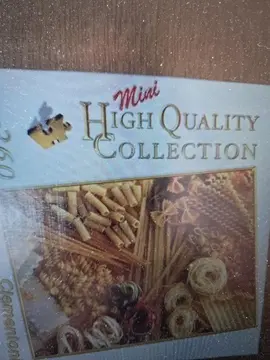 Mini
HIGH QUALITY
COLLECTION
260
Clementoni